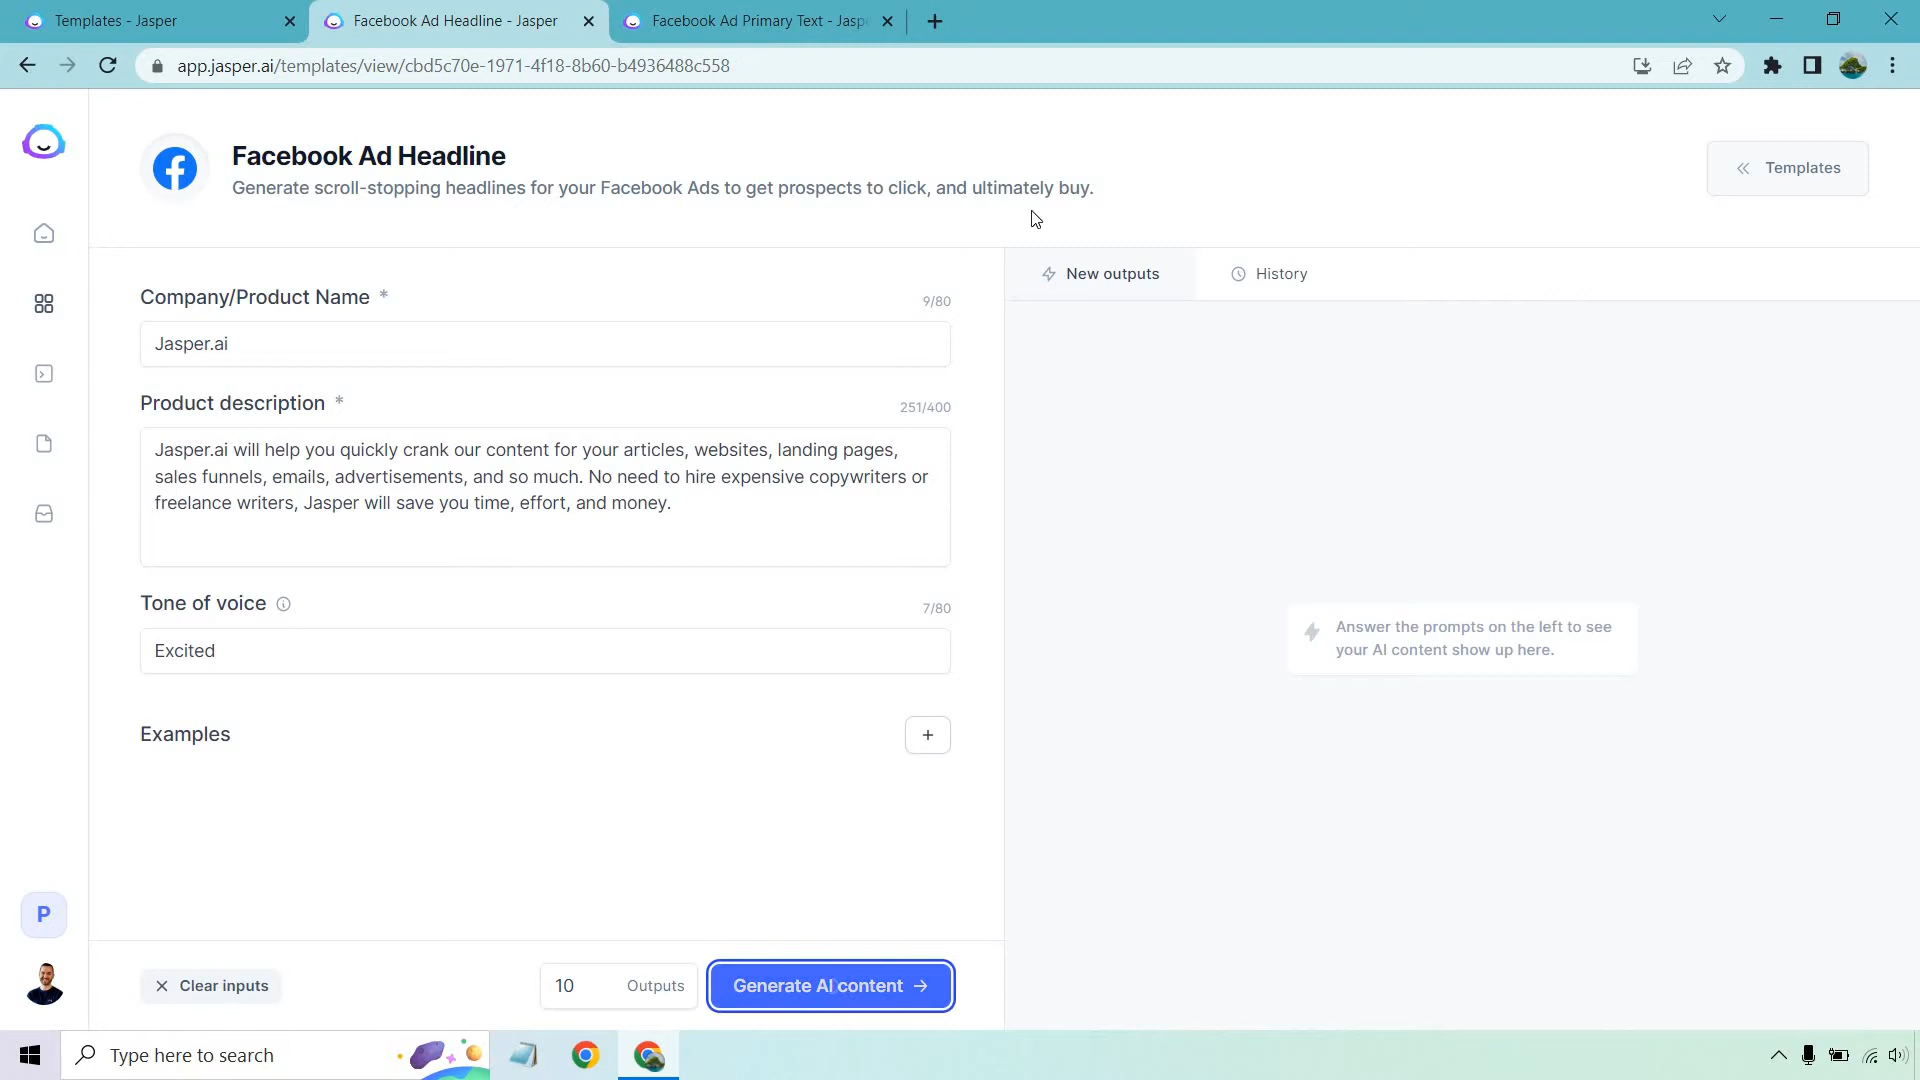 Templates - Jasper
Facebook Ad Headline - Jasper
Facebook Ad Primary Text - Jaspe
app.jasper.ai/templates/view/cbd5c70e-1971-4f18-8b60-b4936488c558
Facebook Ad Headline
Generate scroll-stopping headlines for your Facebook Ads to get prospects to click, and ultimately buy.
Templates
New outputs
History
Company/Product Name *
9/80
Jasper.ai
Product description *
251/400
Jasper.ai will help you quickly crank our content for your articles, websites, landing pages,
sales funnels, emails, advertisements, and so much. No need to hire expensive copywriters or
freelance writers, Jasper will save you time, effort, and money.
Tone of voice
7/80
Excited
Examples
Answer the prompts on the left to see
your AI content show up here.
P
Clear inputs
10 Outputs
Generate AI content
Type here to search